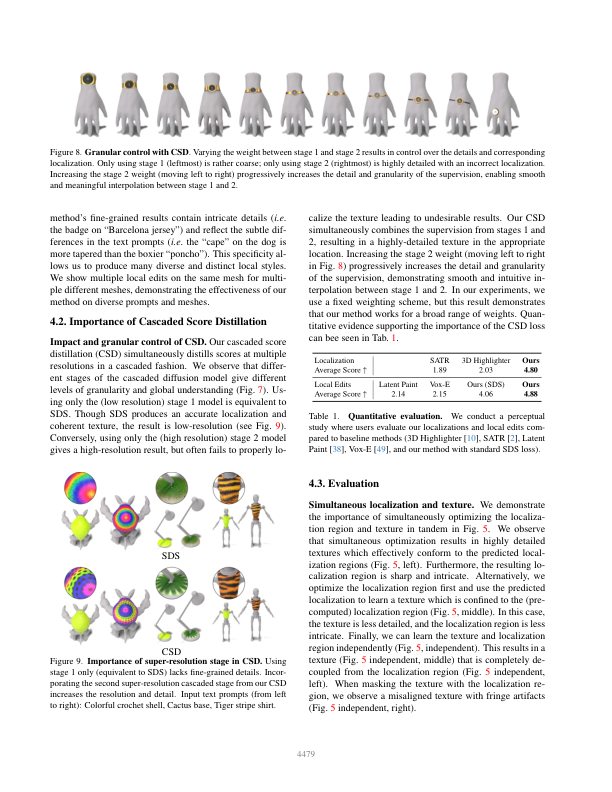 Figure 8. Granular control with CSD. Varying the weight between stage 1 and stage 2 results in control over the details and corresponding
localization. Only using stage 1 (leftmost) is rather coarse; only using stage 2 (rightmost) is highly detailed with an incorrect localization.
Increasing the stage 2 weight (moving left to right) progressively increases the detail and granularity of the supervision, enabling smooth
and meaningful interpolation between stage 1 and 2.
method's fine-grained results contain intricate details (i.e.
the badge on “Barcelona jersey”) and reflect the subtle dif-
ferences in the text prompts (i.e. the “cape” on the dog is
more tapered than the boxier “poncho”). This specificity al-
lows us to produce many diverse and distinct local styles.
We show multiple local edits on the same mesh for multi-
ple different meshes, demonstrating the effectiveness of our
method on diverse prompts and meshes.
4.2. Importance of Cascaded Score Distillation
Impact and granular control of CSD. Our cascaded score
distillation (CSD) simultaneously distills scores at multiple
resolutions in a cascaded fashion. We observe that differ-
ent stages of the cascaded diffusion model give different
levels of granularity and global understanding (Fig. 7). Us-
ing only the (low resolution) stage 1 model is equivalent to
SDS. Though SDS produces an accurate localization and
coherent texture, the result is low-resolution (see Fig. 9).
Conversely, using only the (high resolution) stage 2 model
gives a high-resolution result, but often fails to properly lo-
SDS
CSD
Figure 9. Importance of super-resolution stage in CSD. Using
stage 1 only (equivalent to SDS) lacks fine-grained details. Incor-
porating the second super-resolution cascaded stage from our CSD
increases the resolution and detail. Input text prompts (from left
to right): Colorful crochet shell, Cactus base, Tiger stripe shirt.
calize the texture leading to undesirable results. Our CSD
simultaneously combines the supervision from stages 1 and
2, resulting in a highly-detailed texture in the appropriate
location. Increasing the stage 2 weight (moving left to right
in Fig. 8) progressively increases the detail and granularity
of the supervision, demonstrating smooth and intuitive in-
terpolation between stage 1 and 2. In our experiments, we
use a fixed weighting scheme, but this result demonstrates
that our method works for a broad range of weights. Quan-
titative evidence supporting the importance of the CSD loss
can bee seen in Tab. 1.
Localization SATR 3D Highlighter Ours
Average Score ↑ 1.89 2.03 4.80
Local Edits Latent Paint Vox-E Ours (SDS) Ours
Average Score ↑ 2.14 2.15 4.06 4.88
Table 1. Quantitative evaluation. We conduct a perceptual
study where users evaluate our localizations and local edits com-
pared to baseline methods (3D Highlighter [10], SATR [2], Latent
Paint [38], Vox-E [49], and our method with standard SDS loss).
4.3. Evaluation
Simultaneous localization and texture. We demonstrate
the importance of simultaneously optimizing the localiza-
tion region and texture in tandem in Fig. 5. We observe
that simultaneous optimization results in highly detailed
textures which effectively conform to the predicted local-
ization regions (Fig. 5, left). Furthermore, the resulting lo-
calization region is sharp and intricate. Alternatively, we
optimize the localization region first and use the predicted
localization to learn a texture which is confined to the (pre-
computed) localization region (Fig. 5, middle). In this case,
the texture is less detailed, and the localization region is less
intricate. Finally, we can learn the texture and localization
region independently (Fig. 5, independent). This results in a
texture (Fig. 5 independent, middle) that is completely de-
coupled from the localization region (Fig. 5 independent,
left). When masking the texture with the localization re-
gion, we observe a misaligned texture with fringe artifacts
(Fig. 5 independent, right).
4479